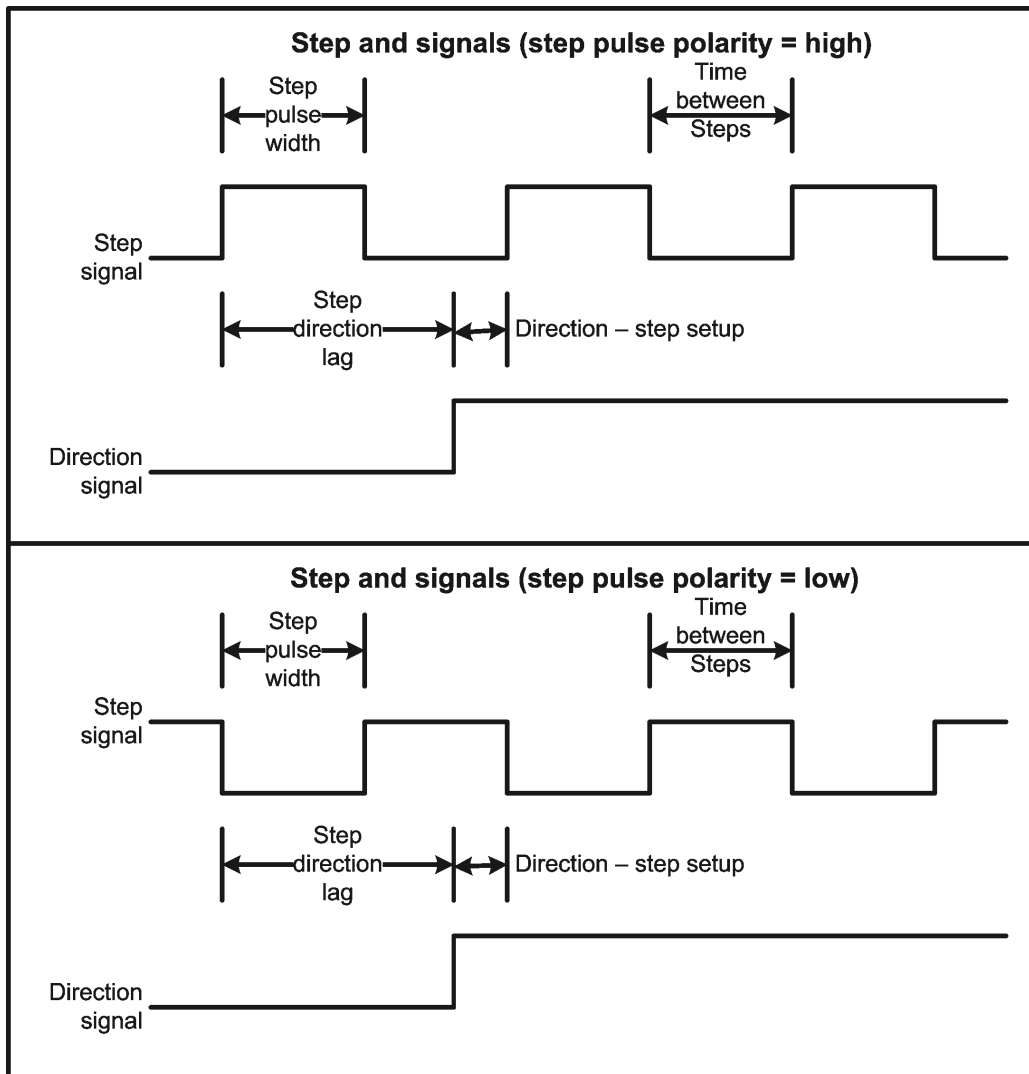 Step and signals (step pulse polarity = high)
Step
pulse
width
Time
between
Steps
Step
signal
Step
direction
lag
Direction – step setup
Direction
signal
Step and signals (step pulse polarity = low)
Step
pulse
width
Time
between
Steps
Step
signal
Step
direction
lag
Direction – step setup
Direction
signal